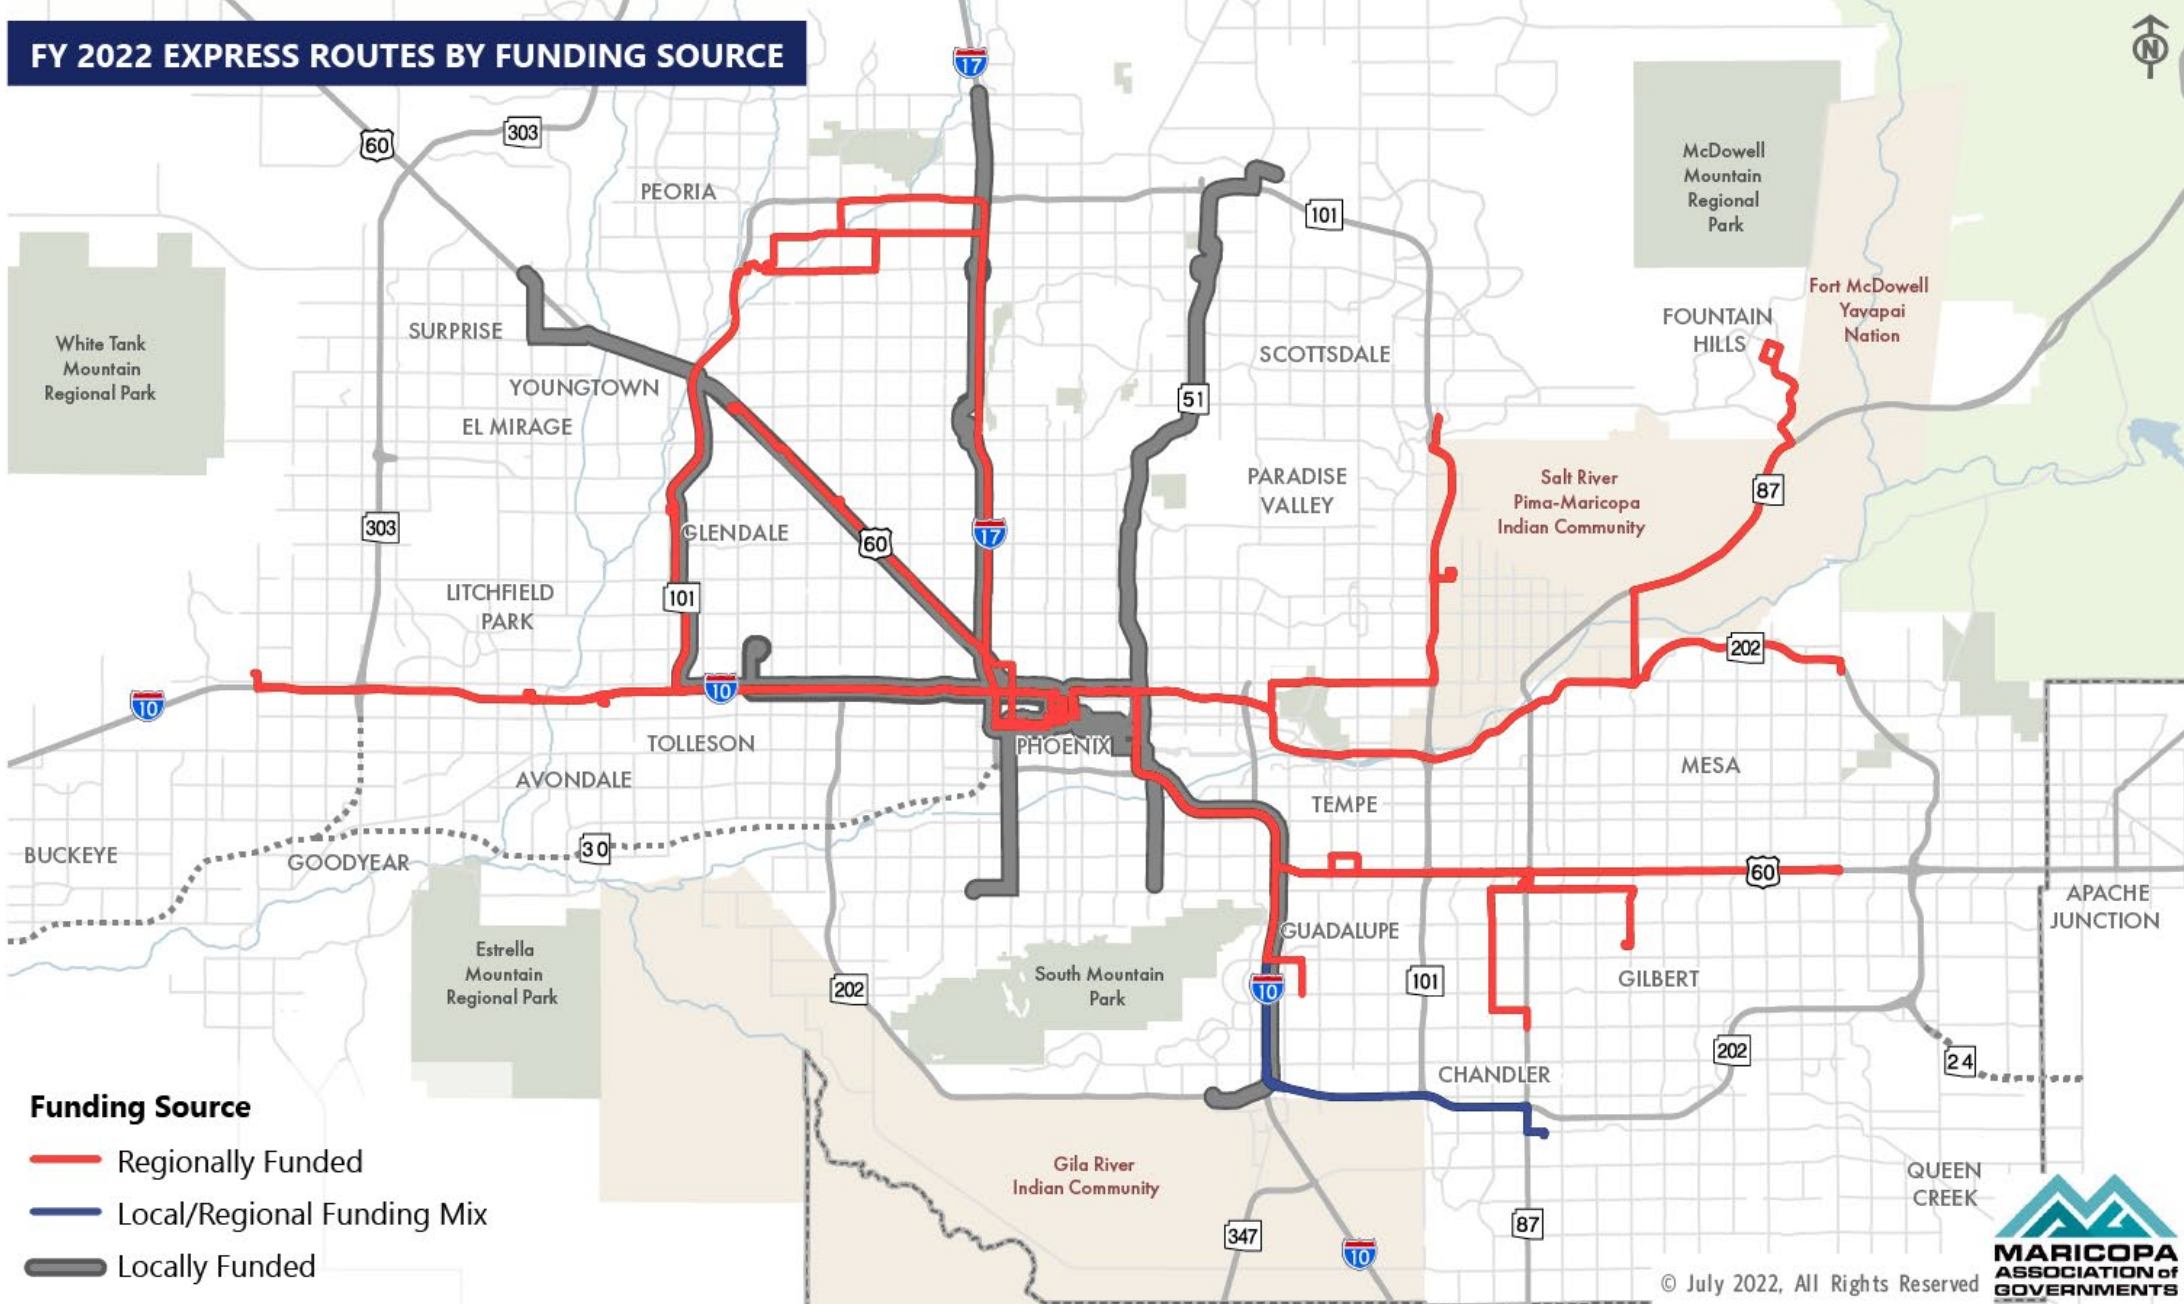 FY 2022 EXPRESS ROUTES BY FUNDING SOURCE
N
17
60
303
McDowell
Mountain
Regional
Park
PEORIA
101
Fort McDowell
Yavapai
Nation
FOUNTAIN
HILLS
SURPRISE
White Tank
Mountain
Regional Park
SCOTTSDALE
YOUNGTOWN
51
EL MIRAGE
PARADISE
VALLEY
Salt River
Pima-Maricopa
Indian Community
87
303
GLENDALE
60
17
LITCHFIELD
PARK
101
202
10
10
TOLLESON
PHOENIX
MESA
AVONDALE
TEMPE
BUCKEYE
GOODYEAR
30
60
APACHE
JUNCTION
GUADALUPE
Estrella
Mountain
Regional Park
South Mountain
Park
202
10
101
GILBERT
202
24
CHANDLER
Funding Source
Regionally Funded
Local/Regional Funding Mix
Locally Funded
Gila River
Indian Community
QUEEN
CREEK
347
10
87
MARICOPA
ASSOCIATION of
GOVERNMENTS
© July 2022, All Rights Reserved